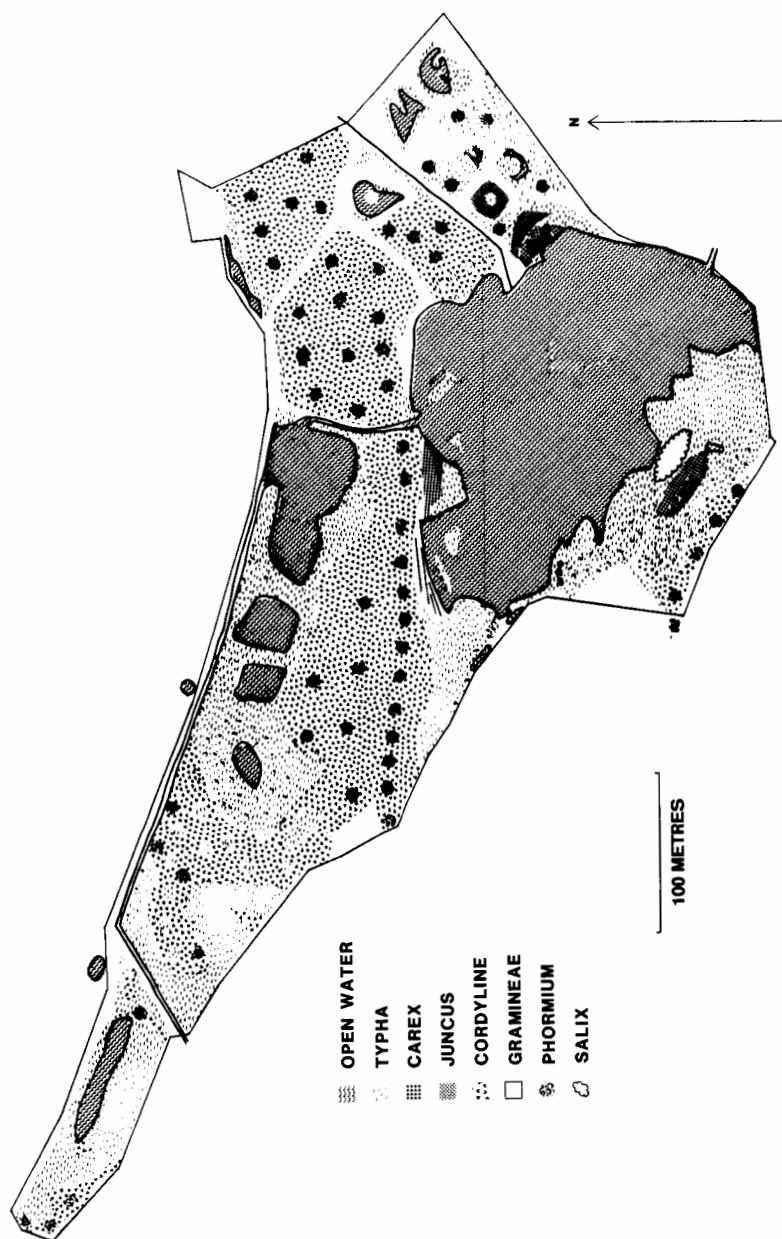 N
OPEN WATER
TYPHA
CAREX
JUNCUS
CORDYLINE
GRAMINEAE
PHORMIUM
SALIX
100 METRES